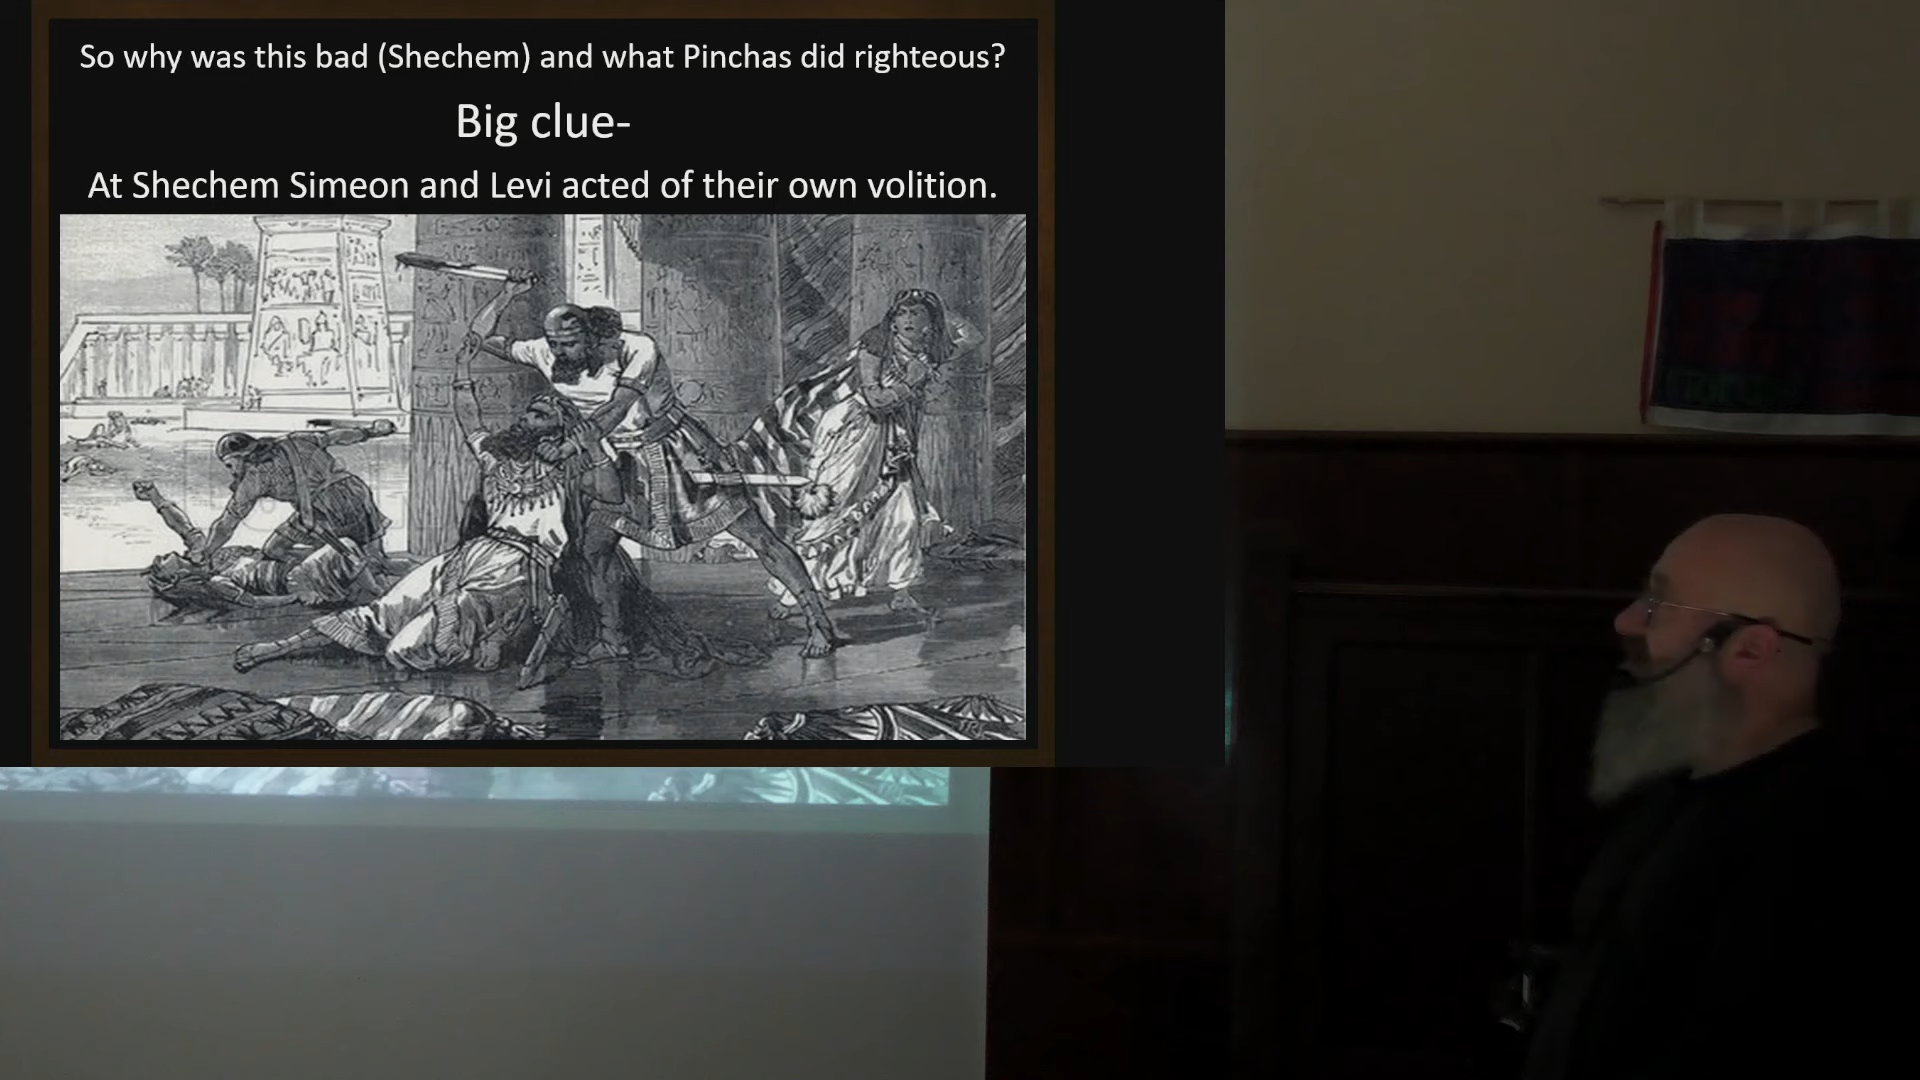 So why was this bad (Shechem) and what Pinchas did righteous?
Big clue-
At Shechem Simeon and Levi acted of their own volition.